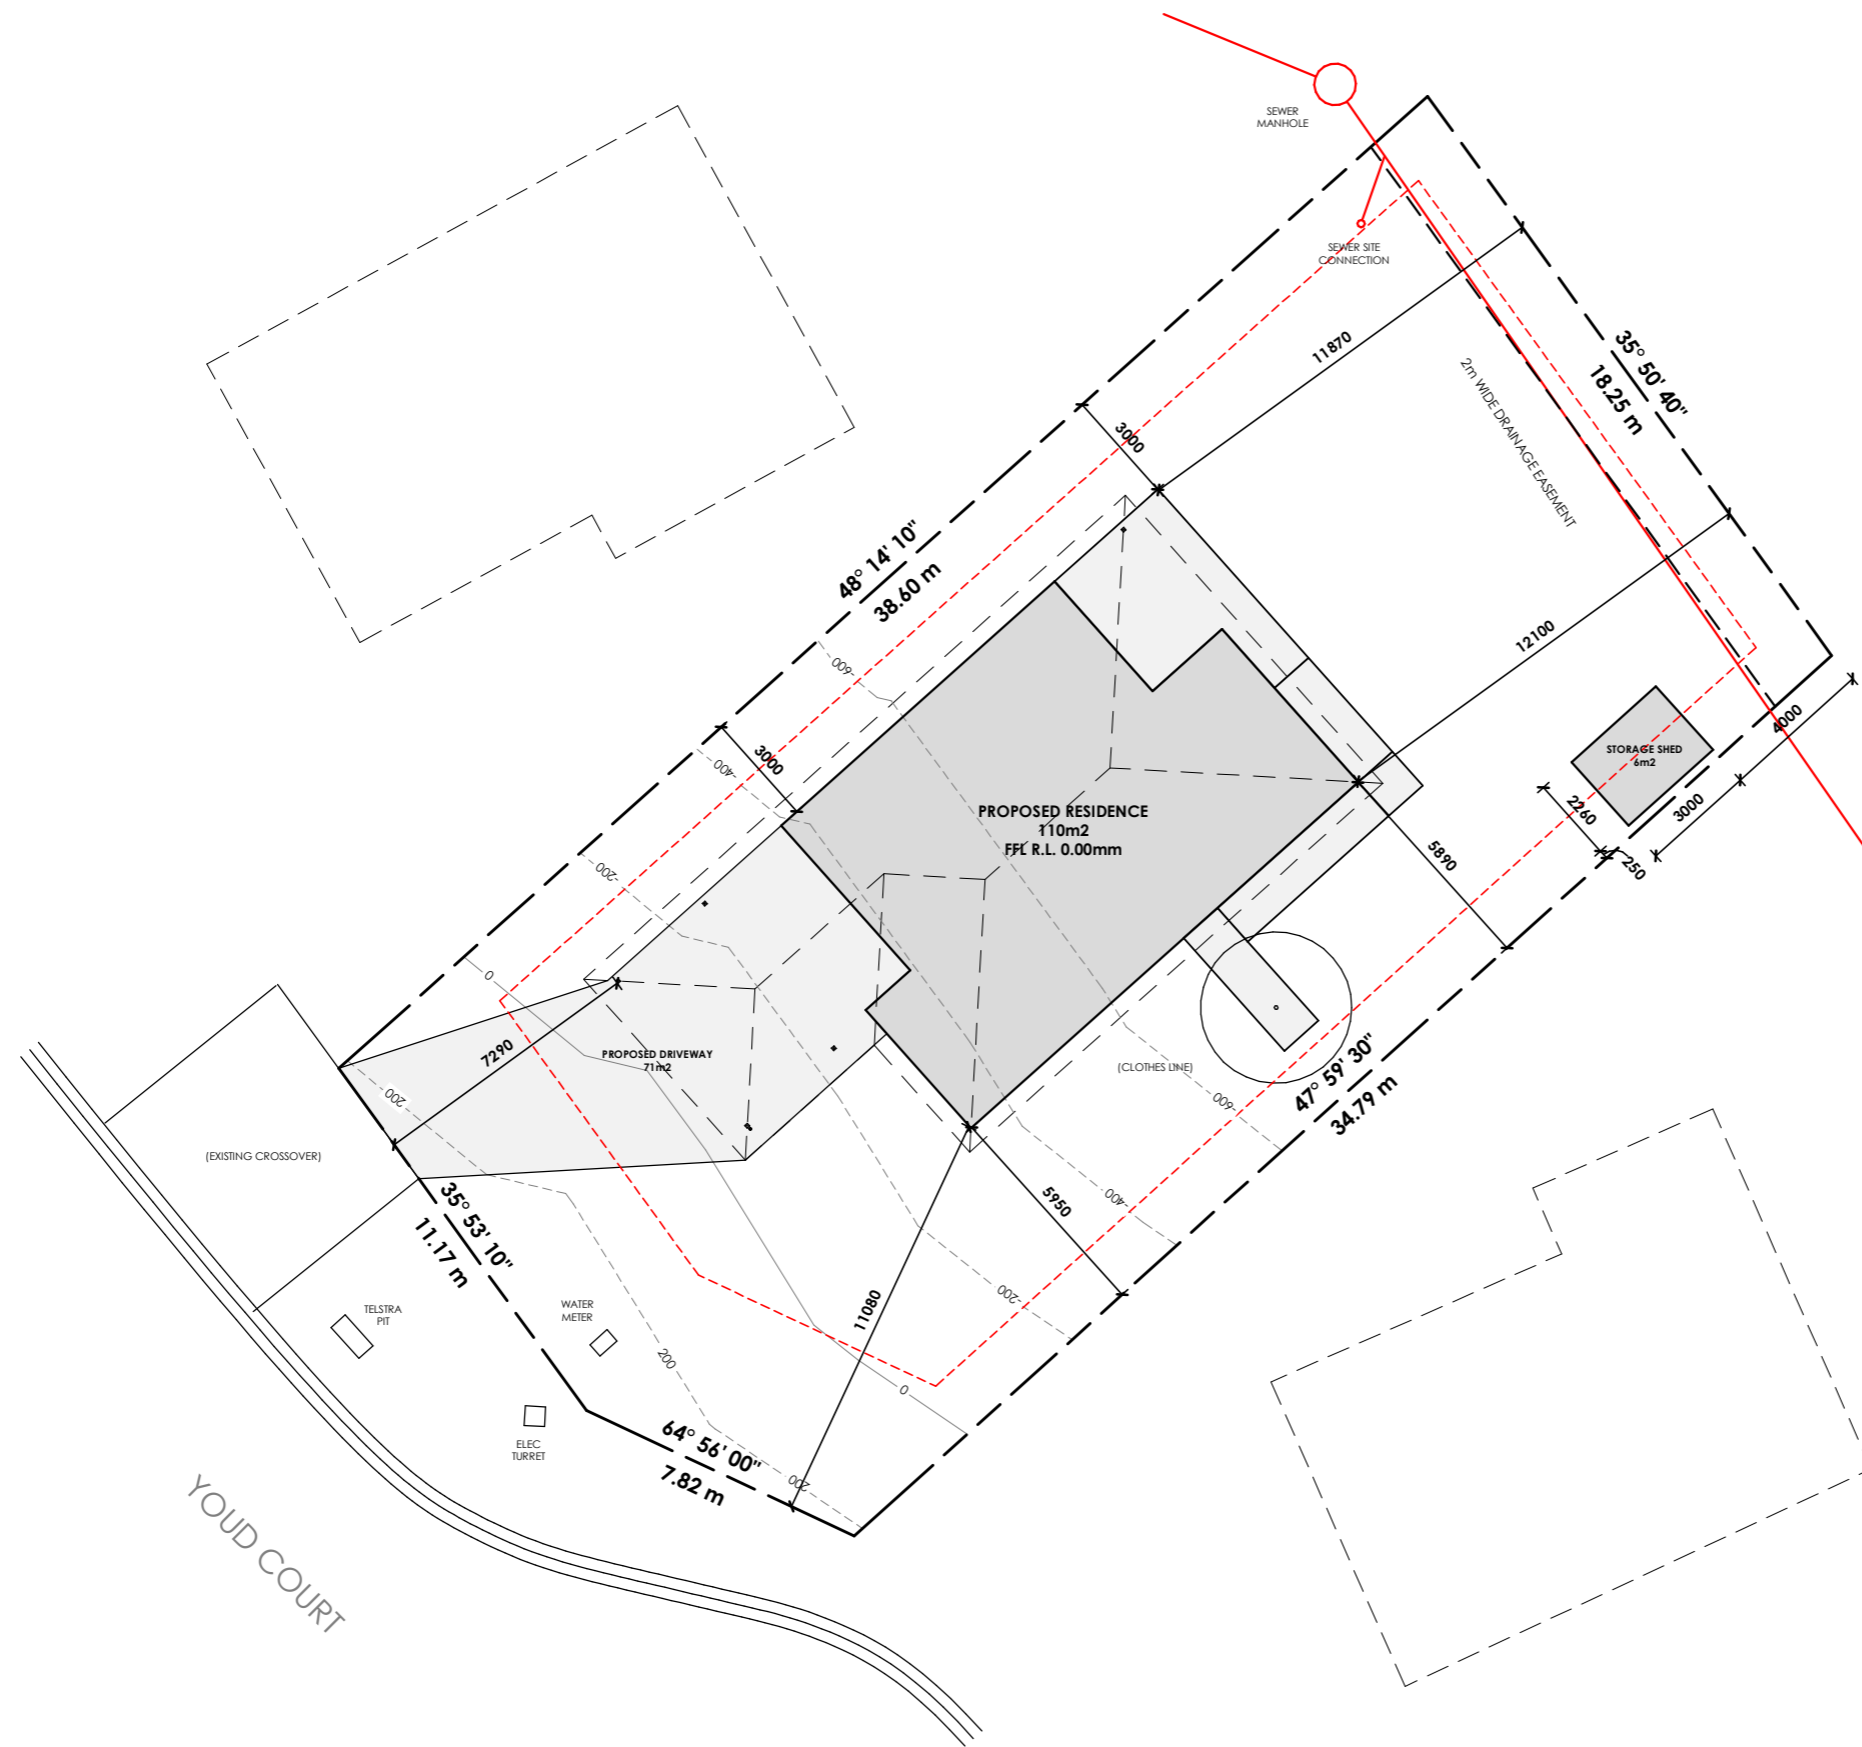 SEWER
MANHOLE
SEWER SITE
CONNECTION
11870
35° 50' 40"
18.25 m
2m WIDE DRAINAGE EASEMENT
3000
48° 14' 10"
38.60 m
12100
-600
-400
3000
-200
0
4000
STORAGE SHED
6m2
2260
3000
250
PROPOSED RESIDENCE
110m2
FFL R.L. 0.00mm
5890
7290
PROPOSED DRIVEWAY
71m2
200
(CLOTHES LINE)
47° 59' 30"
34.79 m
-600
-400
-200
0
200
(EXISTING CROSSOVER)
35° 53' 10"
11.17 m
5950
11080
TELSTRA
PIT
WATER
METER
200
ELEC
TURRET
64° 56' 00"
7.82 m
YOUD COURT